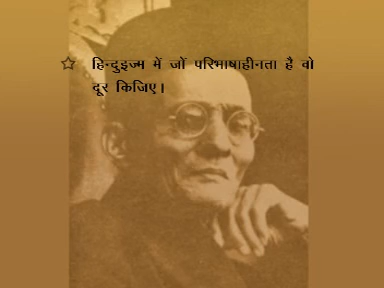 हिन्दुइज्म में जों परिभाषाहीनता हैं वो
दूर किजिए।